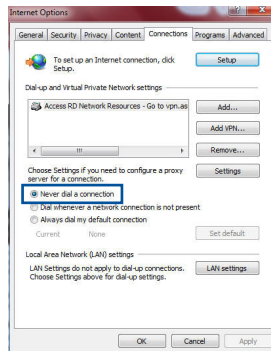 Internet Options
General Security Privacy Content Connections Programs Advanced
To set up an Internet connection, click Setup.
Setup
Dial-up and Virtual Private Network settings
Access RD Network Resources - Go to vpn.as
Add...
Add VPN...
Remove...
Choose Settings if you need to configure a proxy
server for a connection.
Settings
Never dial a connection
Dial whenever a network connection is not present
Always dial my default connection
Current None
Set default
Local Area Network (LAN) settings
LAN Settings do not apply to dial-up connections.
Choose Settings above for dial-up settings.
LAN settings
OK Cancel Apply